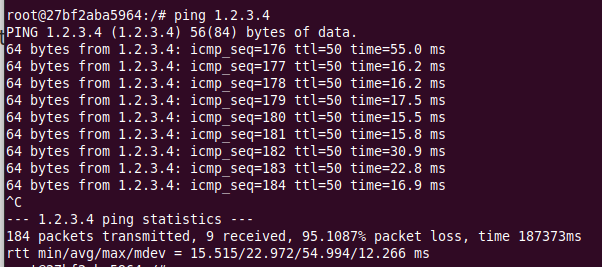 root@27bf2aba5964:/# ping 1.2.3.4
PING 1.2.3.4 (1.2.3.4) 56(84) bytes of data.
64 bytes from 1.2.3.4: icmp_seq=176 ttl=50 time=55.0 ms
64 bytes from 1.2.3.4: icmp_seq=177 ttl=50 time=16.2 ms
64 bytes from 1.2.3.4: icmp_seq=178 ttl=50 time=16.2 ms
64 bytes from 1.2.3.4: icmp_seq=179 ttl=50 time=17.5 ms
64 bytes from 1.2.3.4: icmp_seq=180 ttl=50 time=15.5 ms
64 bytes from 1.2.3.4: icmp_seq=181 ttl=50 time=15.8 ms
64 bytes from 1.2.3.4: icmp_seq=182 ttl=50 time=30.9 ms
64 bytes from 1.2.3.4: icmp_seq=183 ttl=50 time=22.8 ms
64 bytes from 1.2.3.4: icmp_seq=184 ttl=50 time=16.9 ms
^C
--- 1.2.3.4 ping statistics ---
184 packets transmitted, 9 received, 95.1087% packet loss, time 187373ms
rtt min/avg/max/mdev = 15.515/22.972/54.994/12.266 ms